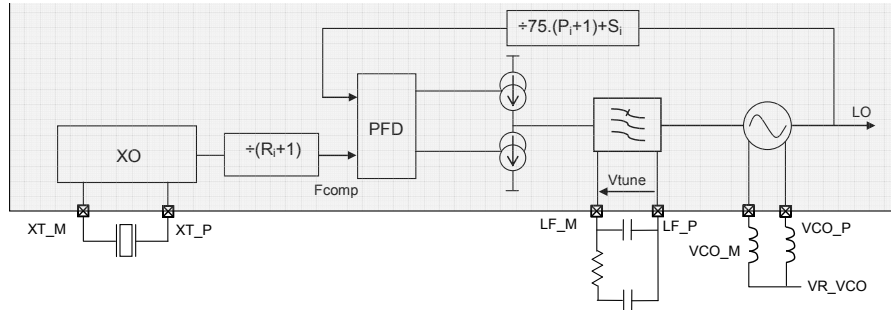 ÷75.(Pi+1)+Si
LO
PFD
XO
÷(Ri+1)
Fcomp
Vtune
XT_M
XT_P
LF_M
LF_P
VCO_M
VCO_P
VR_VCO